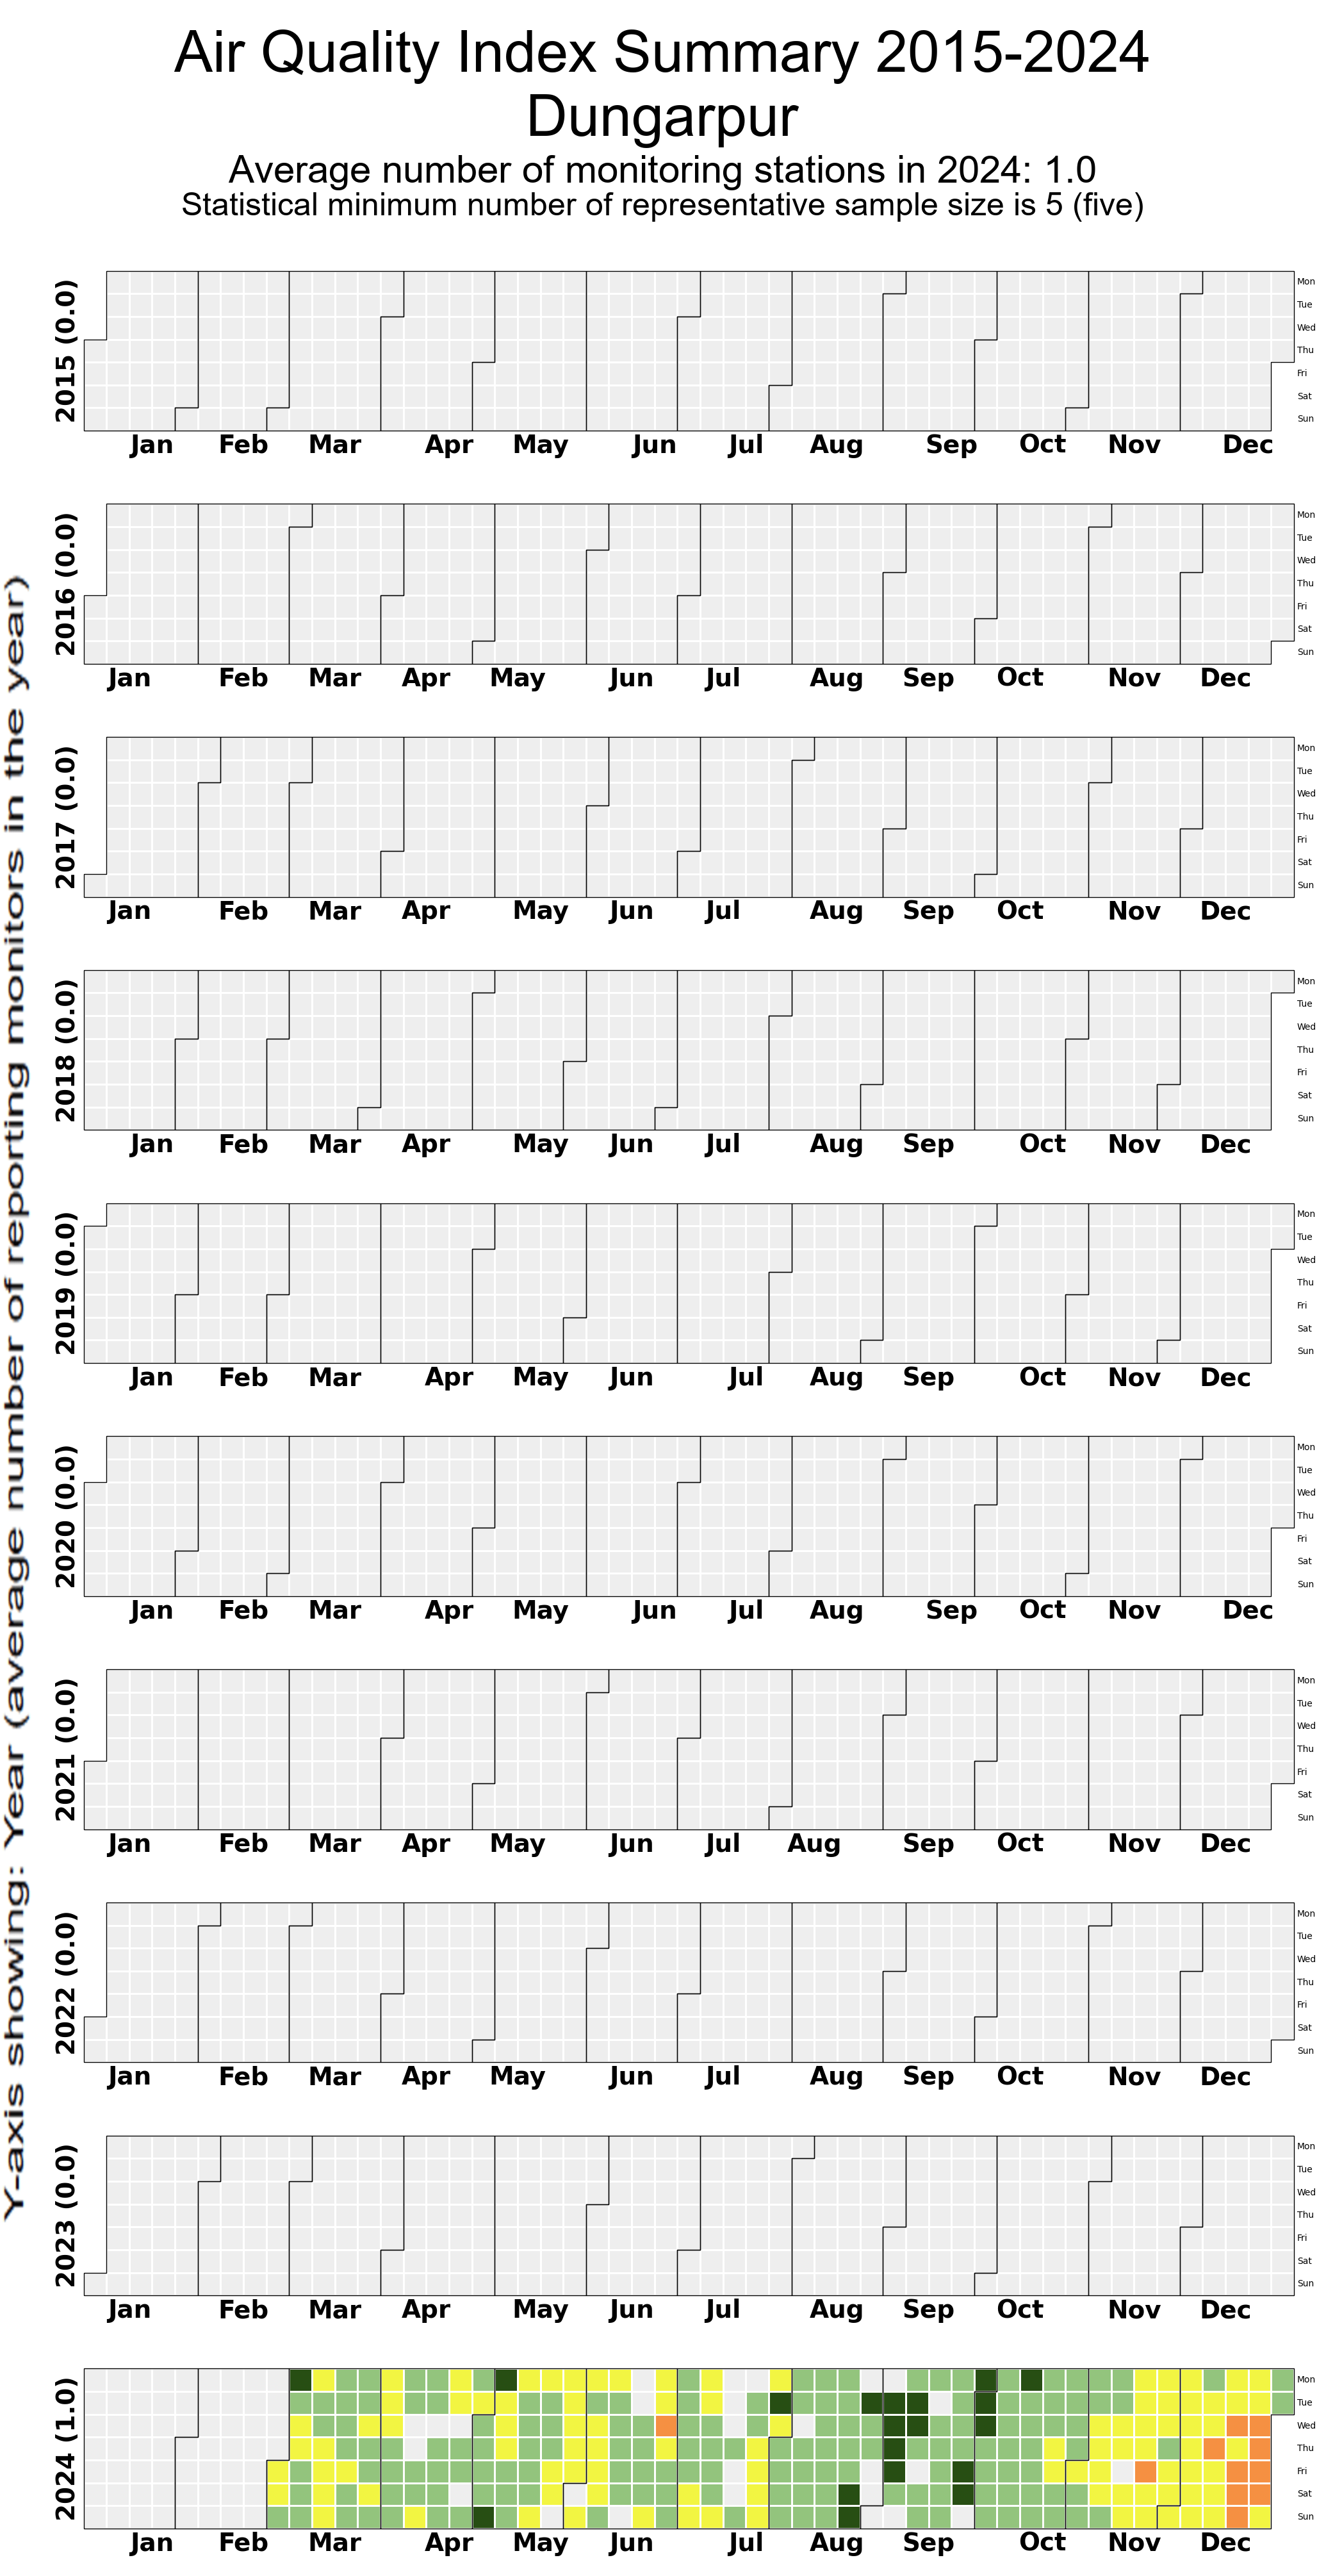 Air Quality Index Summary 2015-2024
Dungarpur
Average number of monitoring stations in 2024: 1.0
Statistical minimum number of representative sample size is 5 (five)
Y-axis showing: Year (average number of reporting monitors in the year)
2015 (0.0)
Mon
Tue
Wed
Thu
Fri
Sat
Sun
Jan Feb Mar Apr May Jun Jul Aug Sep Oct Nov Dec
2016 (0.0)
Mon
Tue
Wed
Thu
Fri
Sat
Sun
Jan Feb Mar Apr May Jun Jul Aug Sep Oct Nov Dec
2017 (0.0)
Mon
Tue
Wed
Thu
Fri
Sat
Sun
Jan Feb Mar Apr May Jun Jul Aug Sep Oct Nov Dec
2018 (0.0)
Mon
Tue
Wed
Thu
Fri
Sat
Sun
Jan Feb Mar Apr May Jun Jul Aug Sep Oct Nov Dec
2019 (0.0)
Mon
Tue
Wed
Thu
Fri
Sat
Sun
Jan Feb Mar Apr May Jun Jul Aug Sep Oct Nov Dec
2020 (0.0)
Mon
Tue
Wed
Thu
Fri
Sat
Sun
Jan Feb Mar Apr May Jun Jul Aug Sep Oct Nov Dec
2021 (0.0)
Mon
Tue
Wed
Thu
Fri
Sat
Sun
Jan Feb Mar Apr May Jun Jul Aug Sep Oct Nov Dec
2022 (0.0)
Mon
Tue
Wed
Thu
Fri
Sat
Sun
Jan Feb Mar Apr May Jun Jul Aug Sep Oct Nov Dec
2023 (0.0)
Mon
Tue
Wed
Thu
Fri
Sat
Sun
Jan Feb Mar Apr May Jun Jul Aug Sep Oct Nov Dec
2024 (1.0)
Mon
Tue
Wed
Thu
Fri
Sat
Sun
Jan Feb Mar Apr May Jun Jul Aug Sep Oct Nov Dec